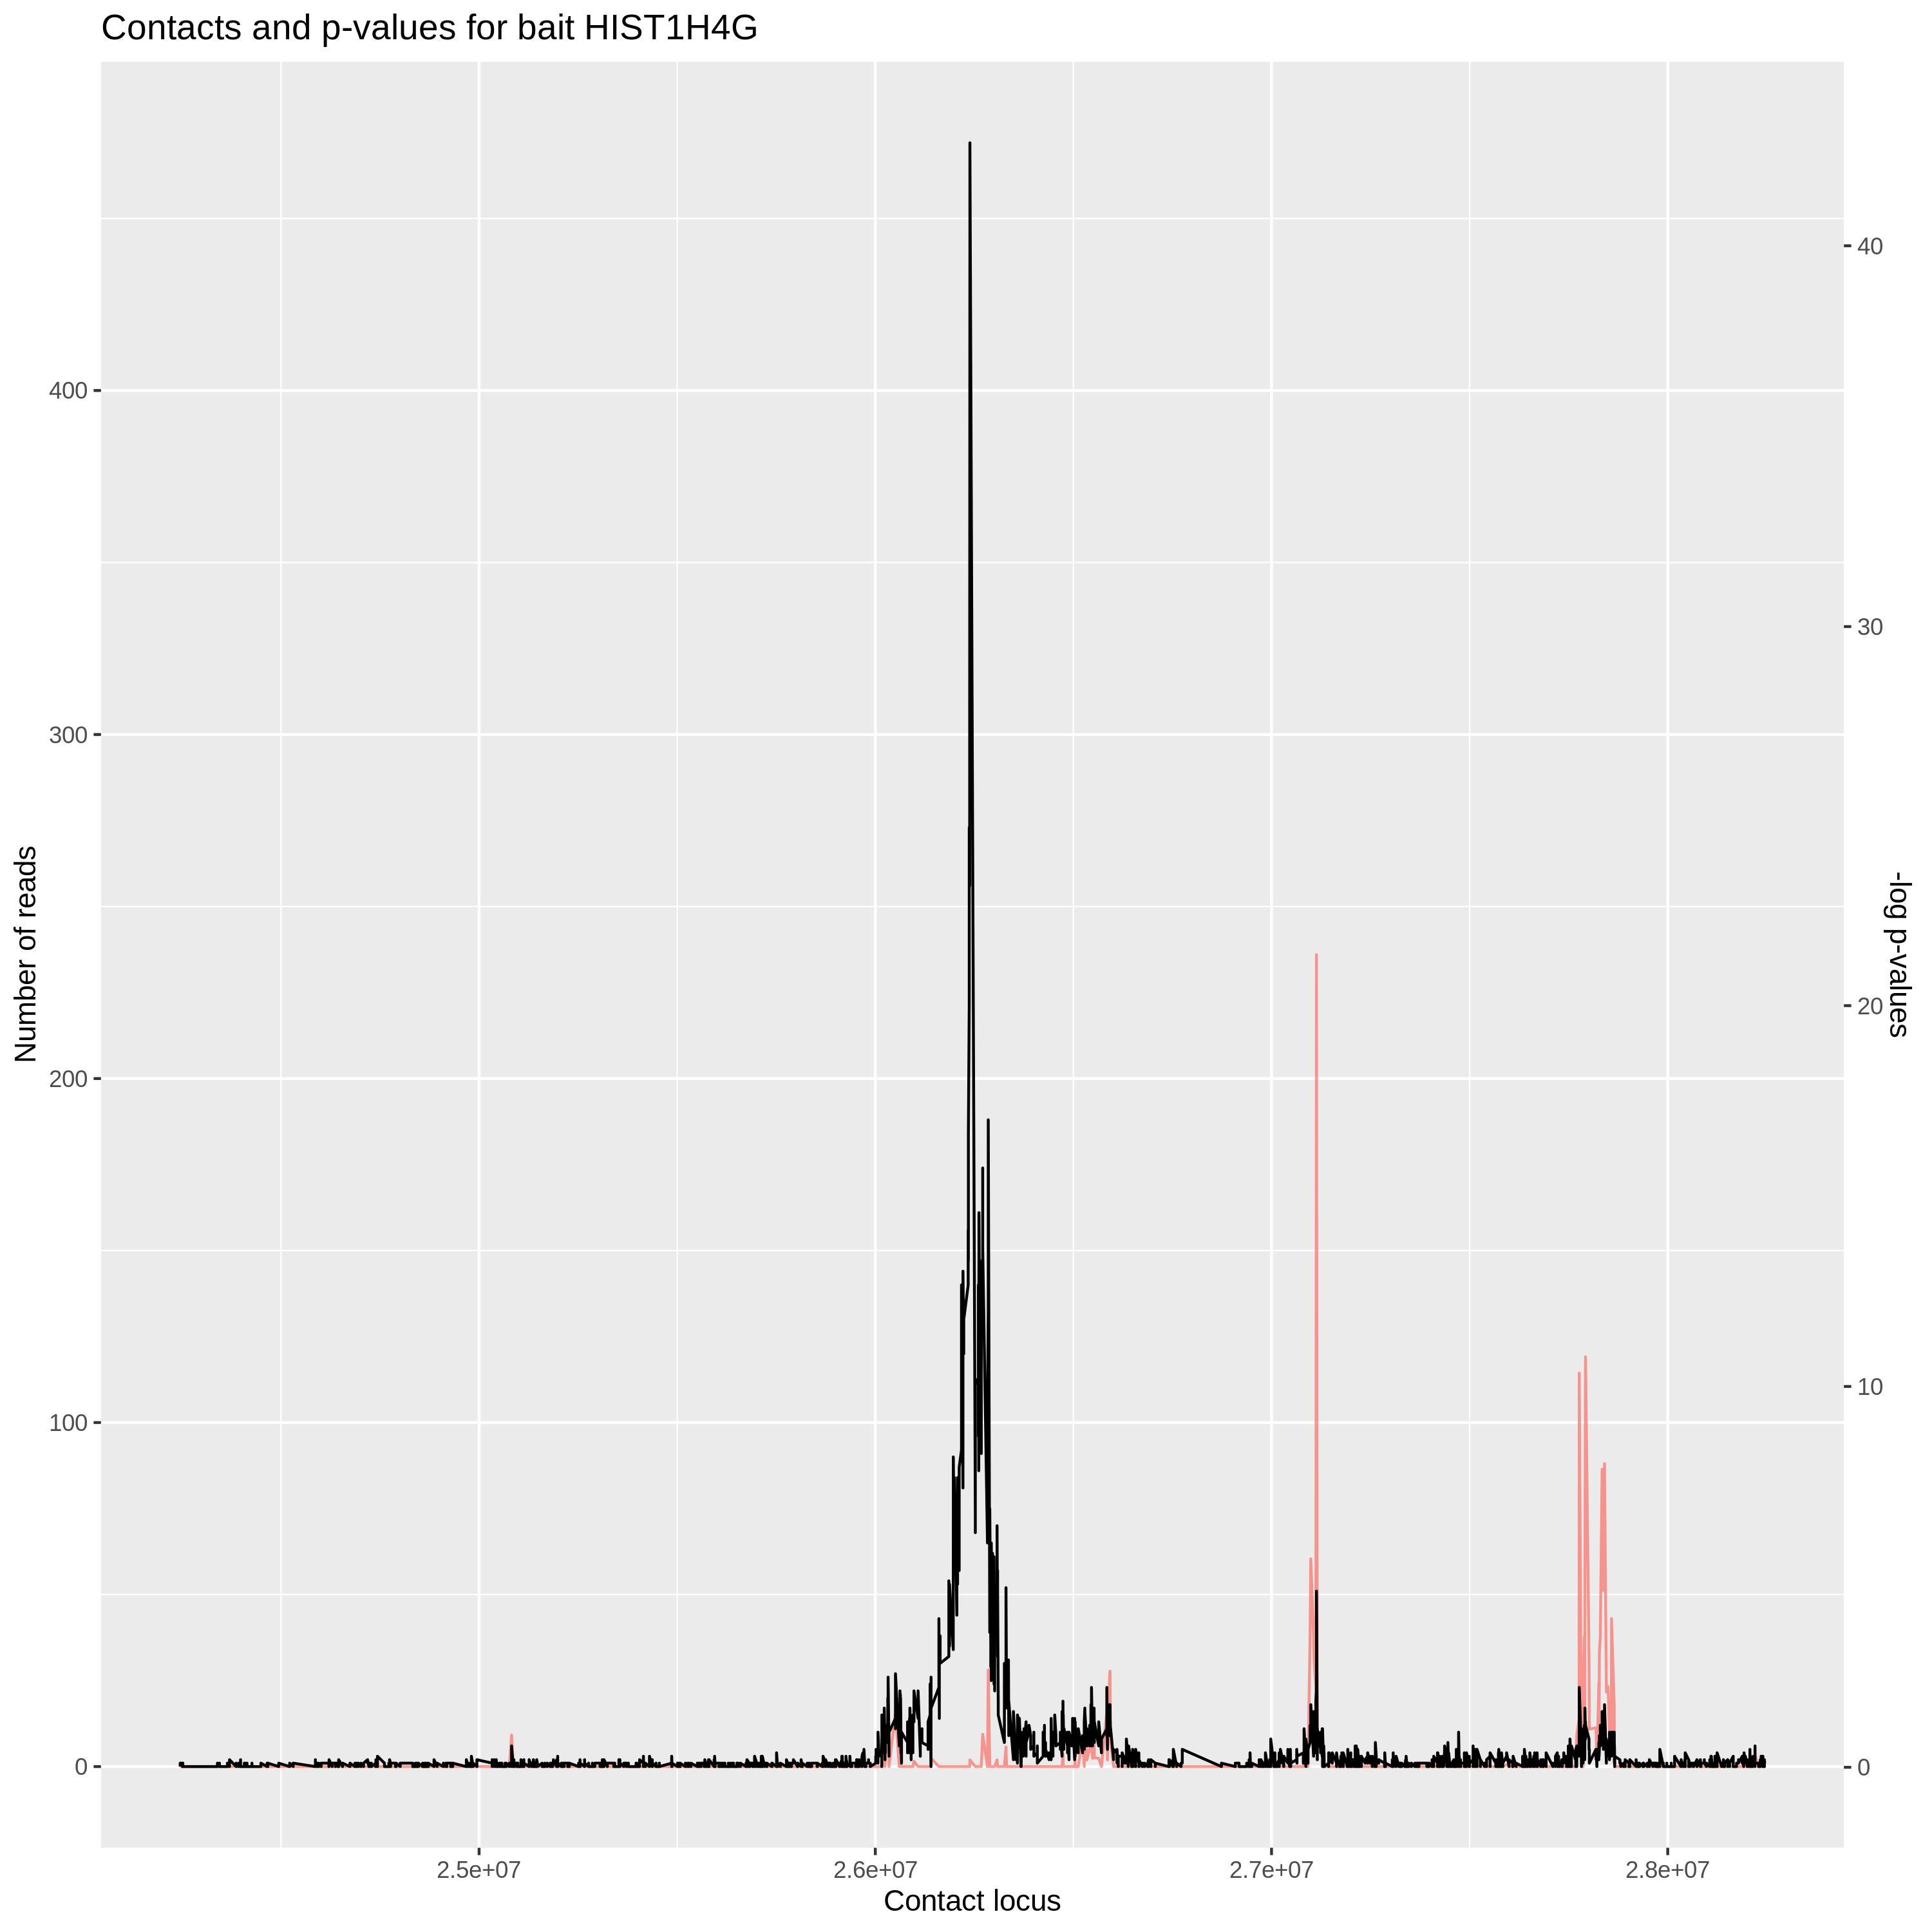 Contacts and p-values for bait HIST1H4G
Number of reads
400
300
200
100
0
-log p-values
40
30
20
10
0
2.5e+07
2.6e+07
2.7e+07
2.8e+07
Contact locus